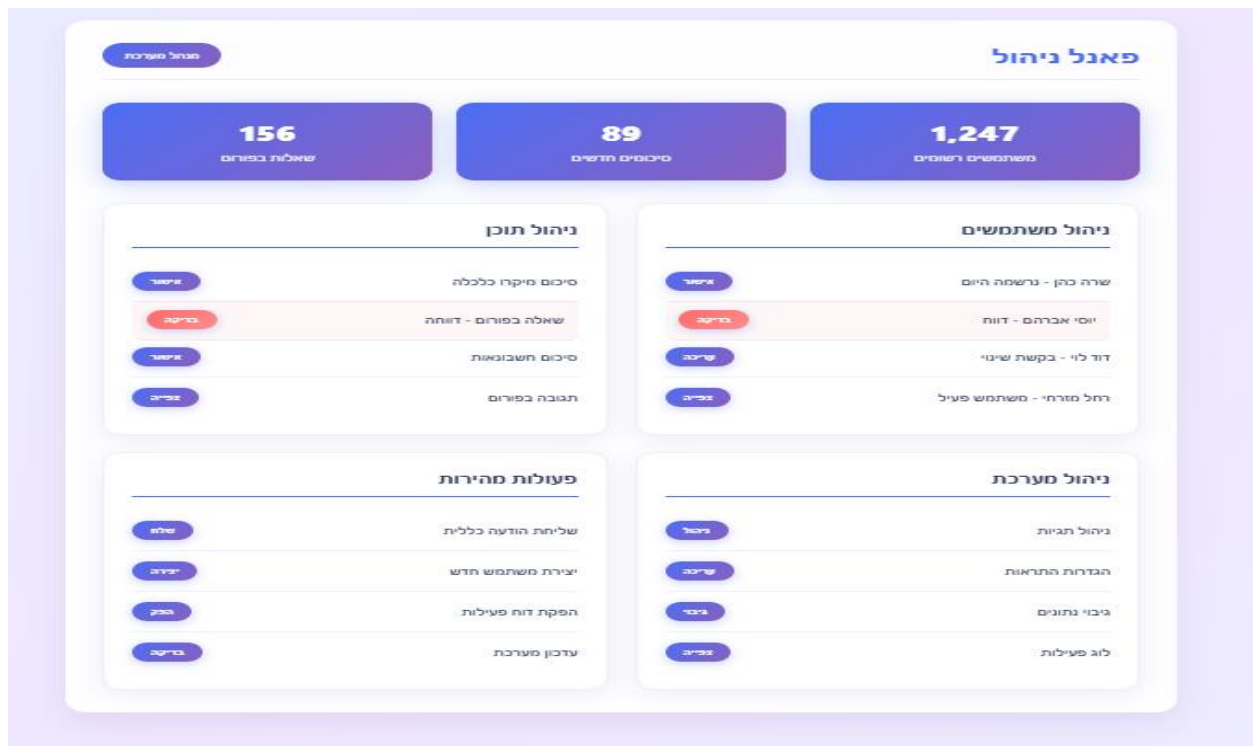 פאנל ניהול
מנהל מערכת
1,247
משתמשים רשומים
89
סיכומים חדשים
156
שאלות בפורום
ניהול משתמשים
שרה כהן - נרשמה היום
אישור
יוסי אברהם - דווח
בדיקה
דוד לוי - בקשת שינוי
עריכה
רחל מזרחי - משתמש פעיל
צפייה
ניהול תוכן
סיכום מיקרו כלכלה
אישור
שאלה בפורום - דווחה
בדיקה
סיכום חשבונאות
אישור
תגובה בפורום
צפייה
ניהול מערכת
ניהול תגיות
ניהול
הגדרות התראות
עריכה
גיבוי נתונים
גיבוי
לוג פעילות
צפייה
פעולות מהירות
שליחת הודעה כללית
שלח
יצירת משתמש חדש
יצירה
הפקת דוח פעילות
הפק
עדכון מערכת
בדיקה